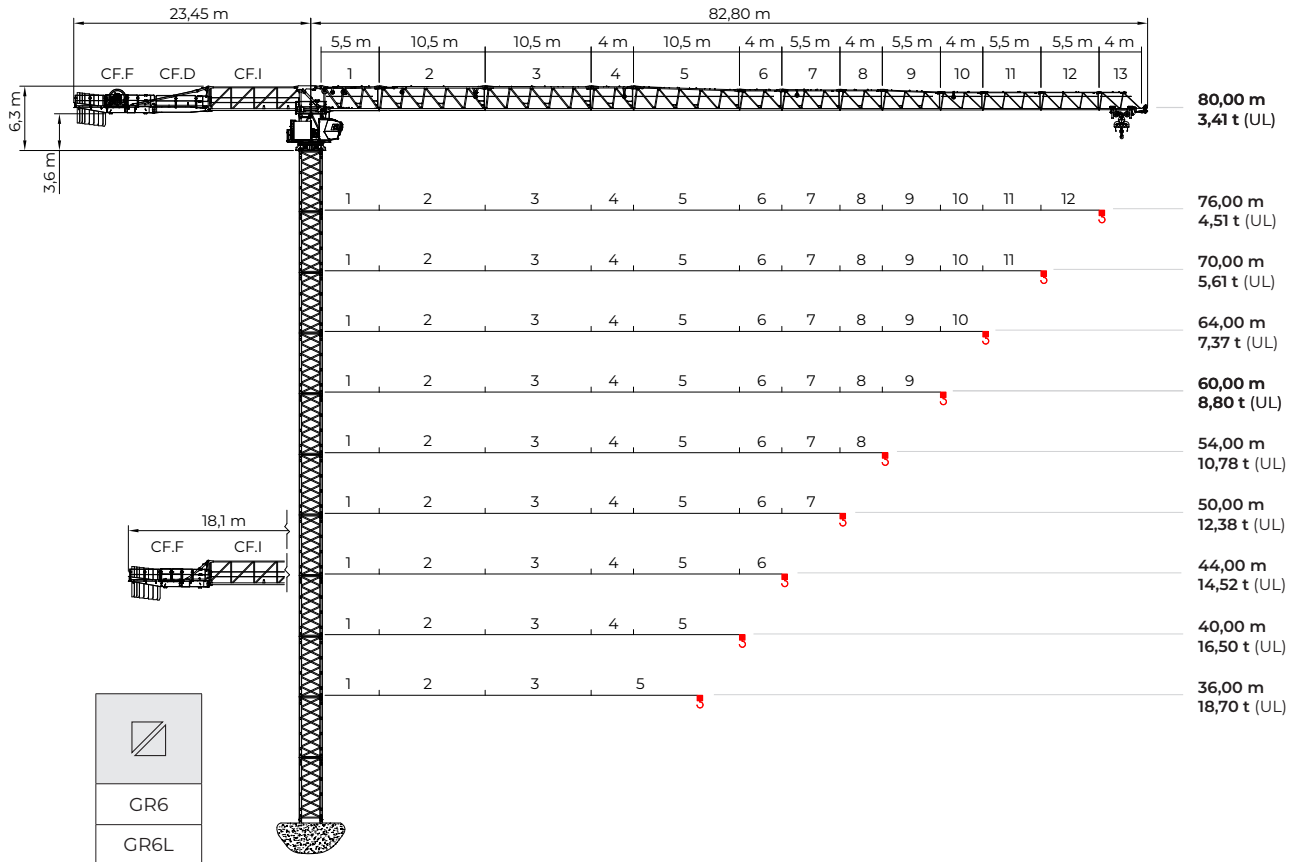 23,45 m 82,80 m
5,5 m 10,5 m 10,5 m 4 m 10,5 m 4 m 5,5 m 4 m 5,5 m 4 m 5,5 m 5,5 m 4 m
CF.F CF.D CF.I 1 2 3 4 5 6 7 8 9 10 11 12 13
6,3 m
3,6 m
80,00 m
3,41 t (UL)
1 2 3 4 5 6 7 8 9 10 11 12
76,00 m
4,51 t (UL)
1 2 3 4 5 6 7 8 9 10 11
70,00 m
5,61 t (UL)
1 2 3 4 5 6 7 8 9 10
64,00 m
7,37 t (UL)
1 2 3 4 5 6 7 8 9
60,00 m
8,80 t (UL)
1 2 3 4 5 6 7 8
54,00 m
10,78 t (UL)
1 2 3 4 5 6 7
50,00 m
12,38 t (UL)
18,1 m
CF.F CF.I
1 2 3 4 5 6
44,00 m
14,52 t (UL)
1 2 3 4 5
40,00 m
16,50 t (UL)
1 2 3 5
36,00 m
18,70 t (UL)
GR6
GR6L